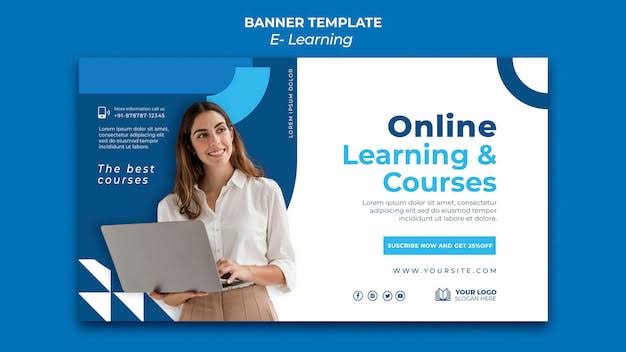 BANNER TEMPLATE
E- Learning
More information call us
+91-878787-12345
Lorem ipsum dolor sit amet,
consectetur adipiscing elit,
sed do eiusmod tempor
incididunt ut labore.
The best
courses
LOREM IPSUM DOLOR
Online
Learning &
Courses
Lorem ipsum dolor sit amet, consectetur
adipiscing elit, sed do eiusmod tempor
incididunt ut labore.
SUSCRIBE NOW AND GET 25%OFF
WWW.YOURSITE.COM
YOUR LOGO
SLOGAN HERE